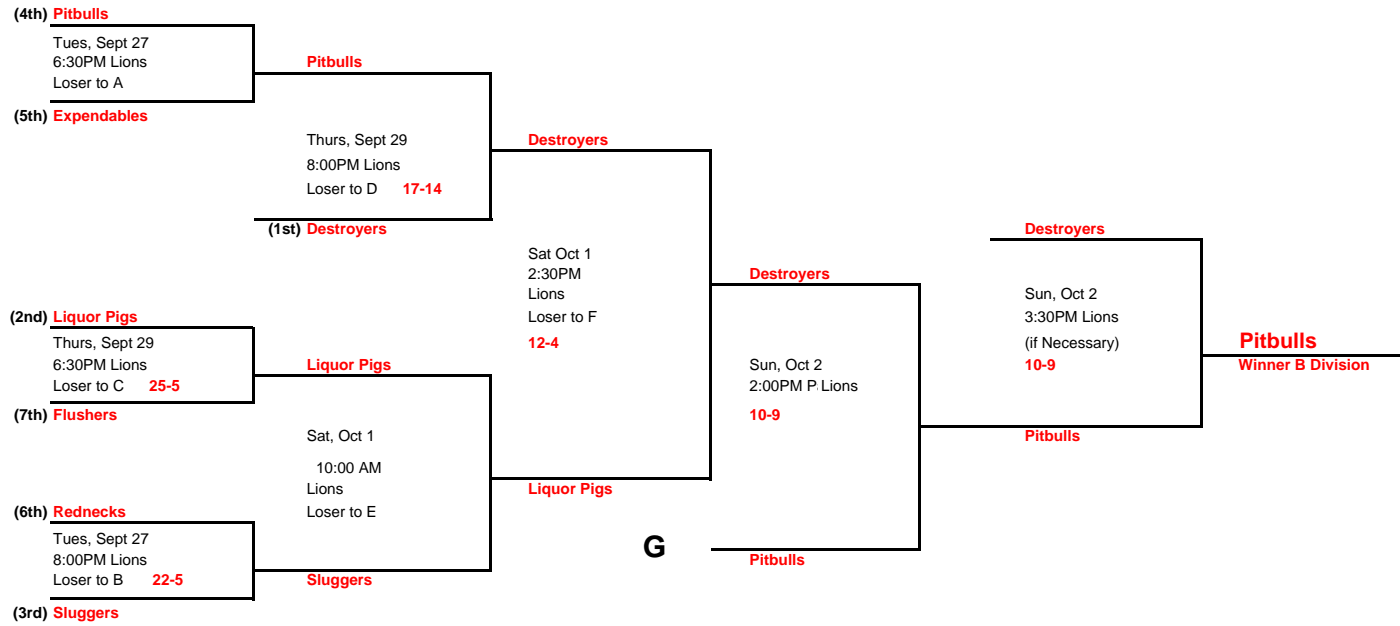 (4th) Pitbulls
Tues, Sept 27
6:30PM Lions
Loser to A
(5th) Expendables
Pitbulls
Thurs, Sept 29
8:00PM Lions
Loser to D 17-14
(1st) Destroyers
(2nd) Liquor Pigs
Thurs, Sept 29
6:30PM Lions
Loser to C 25-5
(7th) Flushers
Liquor Pigs
Sat, Oct 1
10:00 AM
Lions
Loser to E
(6th) Rednecks
Tues, Sept 27
8:00PM Lions
Loser to B 22-5
(3rd) Sluggers
Sluggers
Destroyers
Sat Oct 1
2:30PM
Lions
Loser to F
12-4
Liquor Pigs
Destroyers
Sun, Oct 2
2:00PM P Lions
10-9
G
Pitbulls
Destroyers
Sun, Oct 2
3:30PM Lions
(if Necessary)
10-9
Pitbulls
Pitbulls
Winner B Division